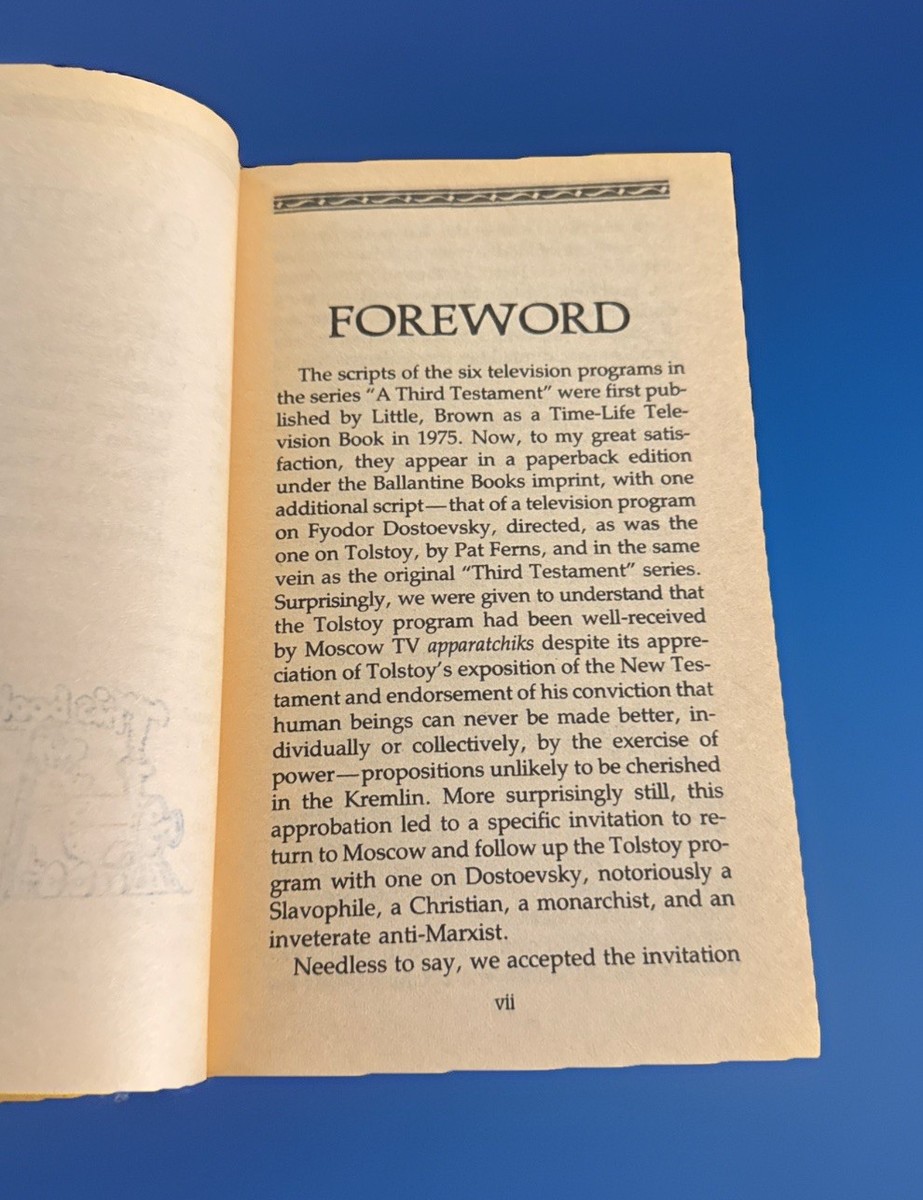 FOREWORD
The scripts of the six television programs in
the series "A Third Testament" were first pub-
lished by Little, Brown as a Time-Life Tele-
vision Book in 1975. Now, to my great satis-
faction, they appear in a paperback edition
under the Ballantine Books imprint, with one
additional script—that of a television program
on Fyodor Dostoevsky, directed, as was the
one on Tolstoy, by Pat Ferns, and in the same
vein as the original "Third Testament" series.
Surprisingly, we were given to understand that
the Tolstoy program had been well-received
by Moscow TV apparatchiks despite its appre-
ciation of Tolstoy's exposition of the New Tes-
tament and endorsement of his conviction that
human beings can never be made better, in-
dividually or collectively, by the exercise of
power—propositions unlikely to be cherished
in the Kremlin. More surprisingly still, this
approbation led to a specific invitation to re-
turn to Moscow and follow up the Tolstoy pro-
gram with one on Dostoevsky, notoriously a
Slavophile, a Christian, a monarchist, and an
inveterate anti-Marxist.
Needless to say, we accepted the invitation
vii